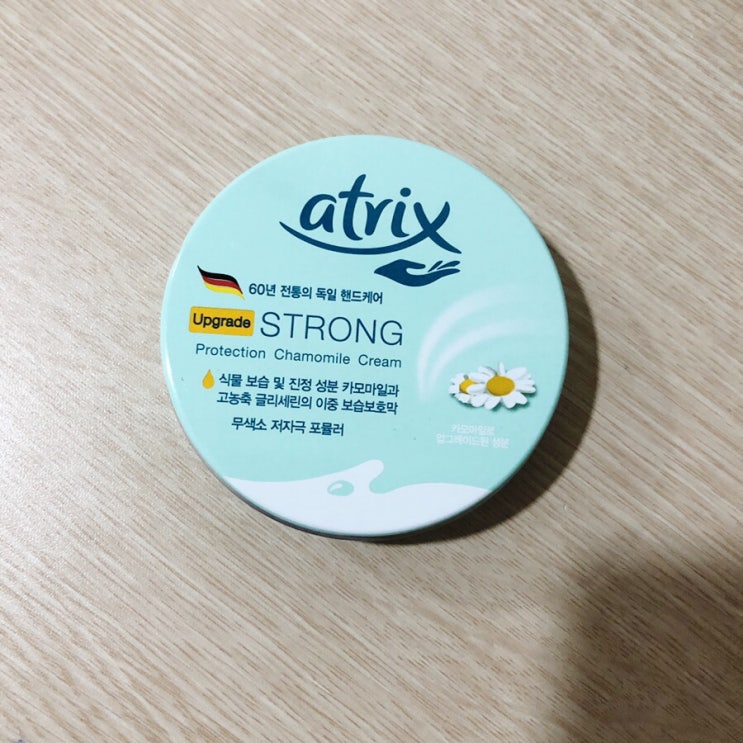 atrix
60년 전통의 독일 핸드케어
Upgrade STRONG
Protection Chamomile Cream
식물 보습 및 진정 성분 카모마일과
고농축 글리세린의 이중 보습보호막
무색소 저자극 포뮬러
카모마일로
업그레이드된 성분